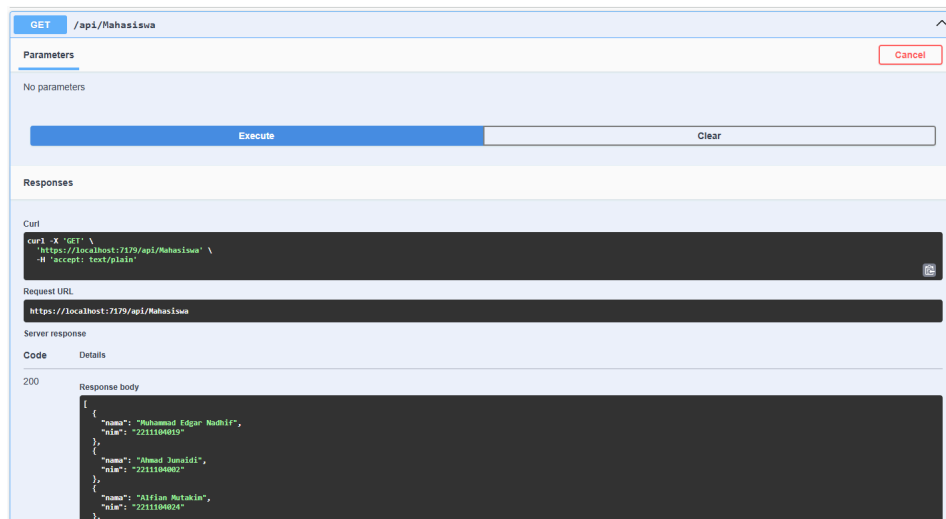 GET /api/Mahasiswa
Parameters
Cancel
No parameters
Execute
Clear
Responses
Curl
curl -X 'GET' \
'https://localhost:7179/api/Mahasiswa' \
-H 'accept: text/plain'
Request URL
https://localhost:7179/api/Mahasiswa
Server response
Code Details
200
Response body
[
{
"nama": "Muhammad Edgar Nadhif",
"nim": "2211104019"
},
{
"nama": "Ahmad Junaidi",
"nim": "2211104002"
},
{
"nama": "Alfian Mutakim",
"nim": "2211104024"
},